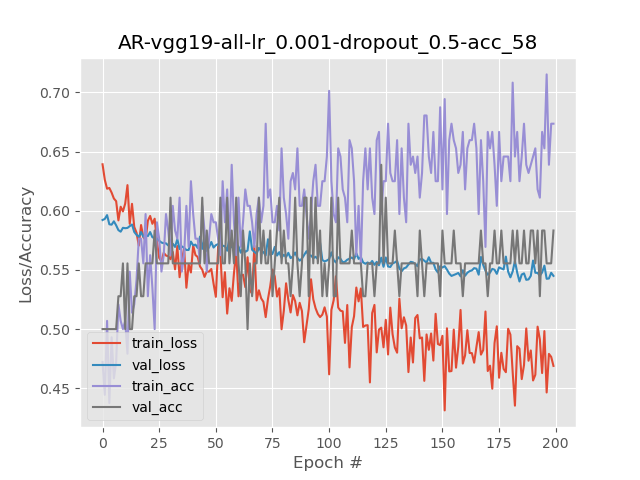 AR-vgg19-all-lr_0.001-dropout_0.5-acc_58
Loss/Accuracy
0.70
0.65
0.60
0.55
0.50
0.45
train_loss
val_loss
train_acc
val_acc
0 25 50 75 100 125 150 175 200
Epoch #